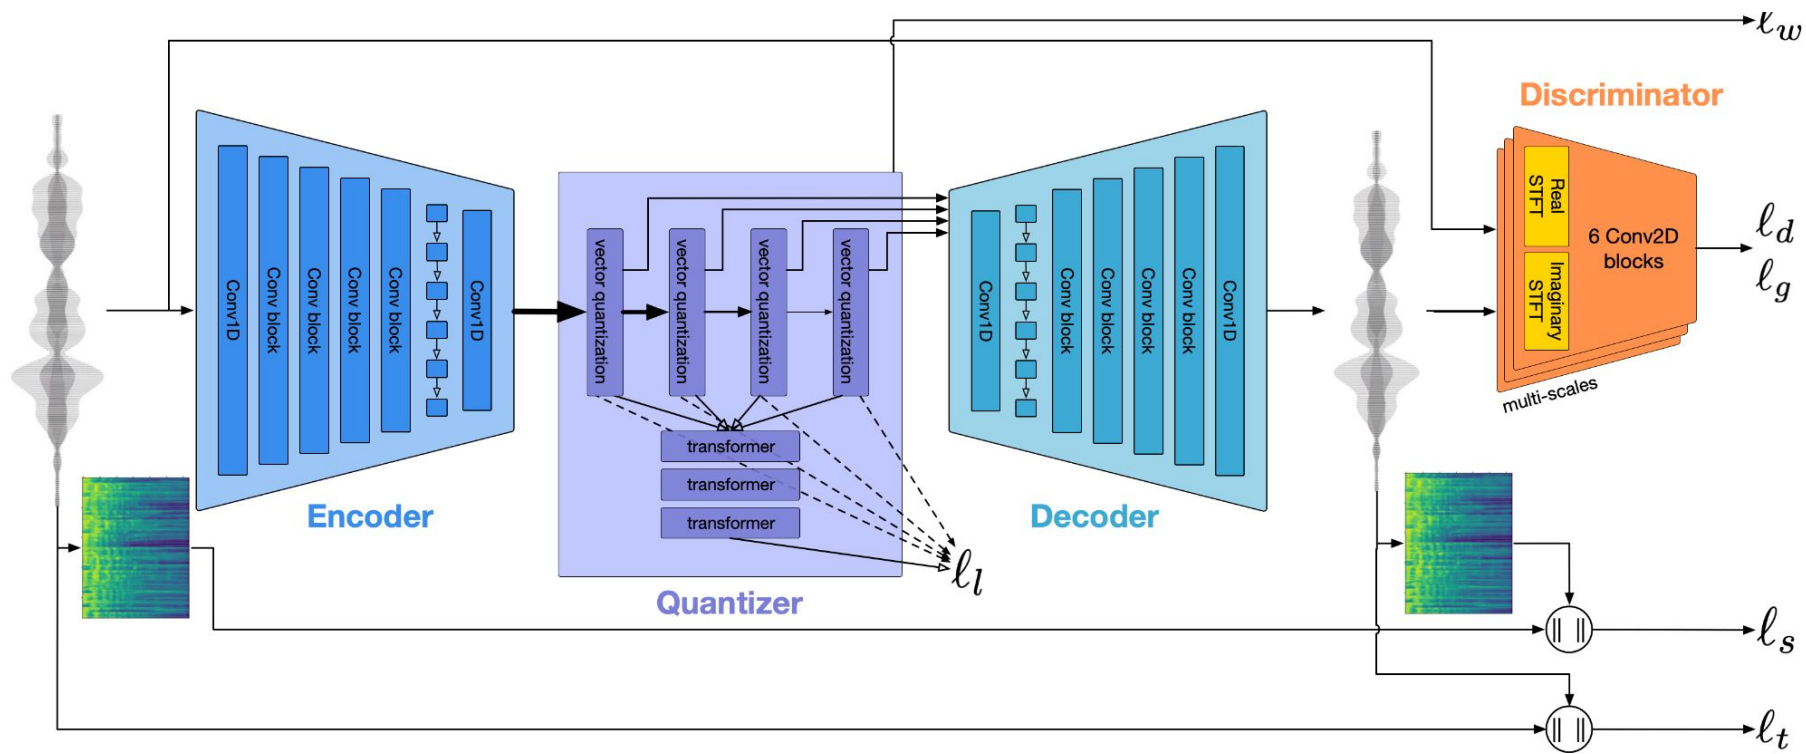 ℓw
Discriminator
Real
STFT
Imaginary
STFT
6 Conv2D
blocks
multi-scales
ℓd
ℓg
Conv1D
Conv block
Conv block
Conv block
Conv block
Conv1D
Encoder
vector quantization
vector quantization
vector quantization
vector quantization
transformer
transformer
transformer
Quantizer
ℓl
Conv1D
Conv block
Conv block
Conv block
Conv block
Conv1D
Decoder
ℓs
ℓt